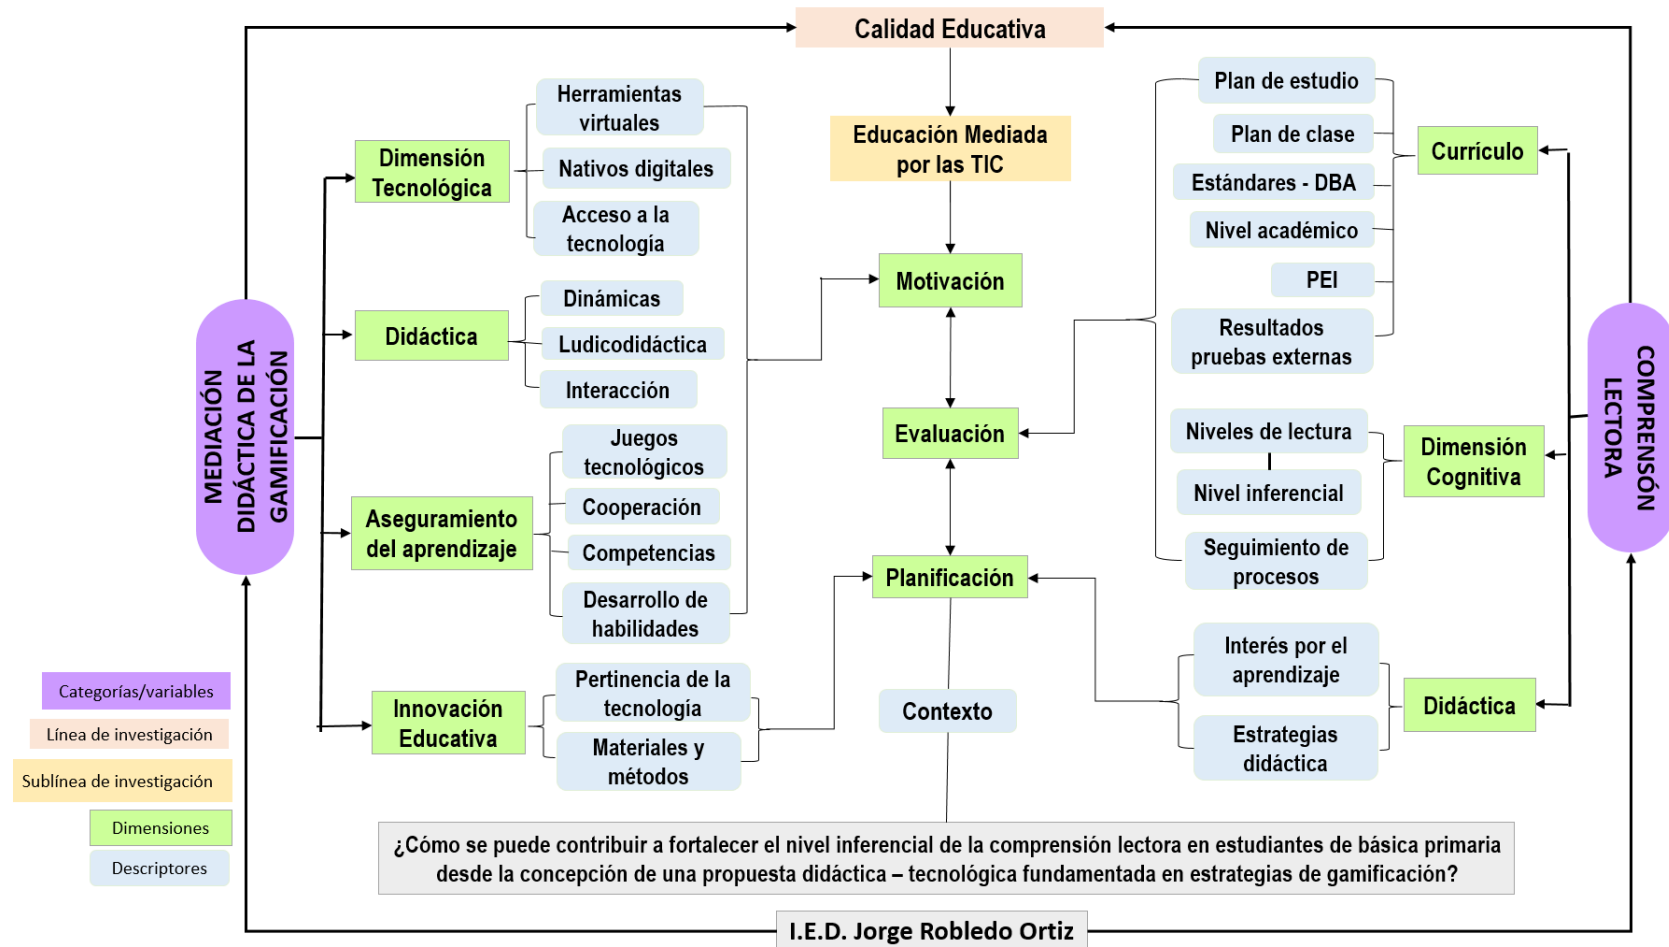 Calidad Educativa
Educación Mediada
por las TIC
Motivación
Evaluación
Planificación
Contexto
MEDIACIÓN
DIDÁCTICA DE LA
GAMIFICACIÓN
Dimensión
Tecnológica
Herramientas
virtuales
Nativos digitales
Acceso a la
tecnología
Didáctica
Dinámicas
Ludicodidáctica
Interacción
Aseguramiento
del aprendizaje
Juegos
tecnológicos
Cooperación
Competencias
Desarrollo de
habilidades
Innovación
Educativa
Pertinencia de la
tecnología
Materiales y
métodos
COMPRENSÓN
LECTORA
Currículo
Plan de estudio
Plan de clase
Estándares - DBA
Nivel académico
PEI
Resultados
pruebas externas
Dimensión
Cognitiva
Niveles de lectura
Nivel inferencial
Seguimiento de
procesos
Didáctica
Interés por el
aprendizaje
Estrategias
didáctica
Categorías/variables
Línea de investigación
Sublínea de investigación
Dimensiones
Descriptores
¿Cómo se puede contribuir a fortalecer el nivel inferencial de la comprensión lectora en estudiantes de básica primaria
desde la concepción de una propuesta didáctica – tecnológica fundamentada en estrategias de gamificación?
I.E.D. Jorge Robledo Ortiz